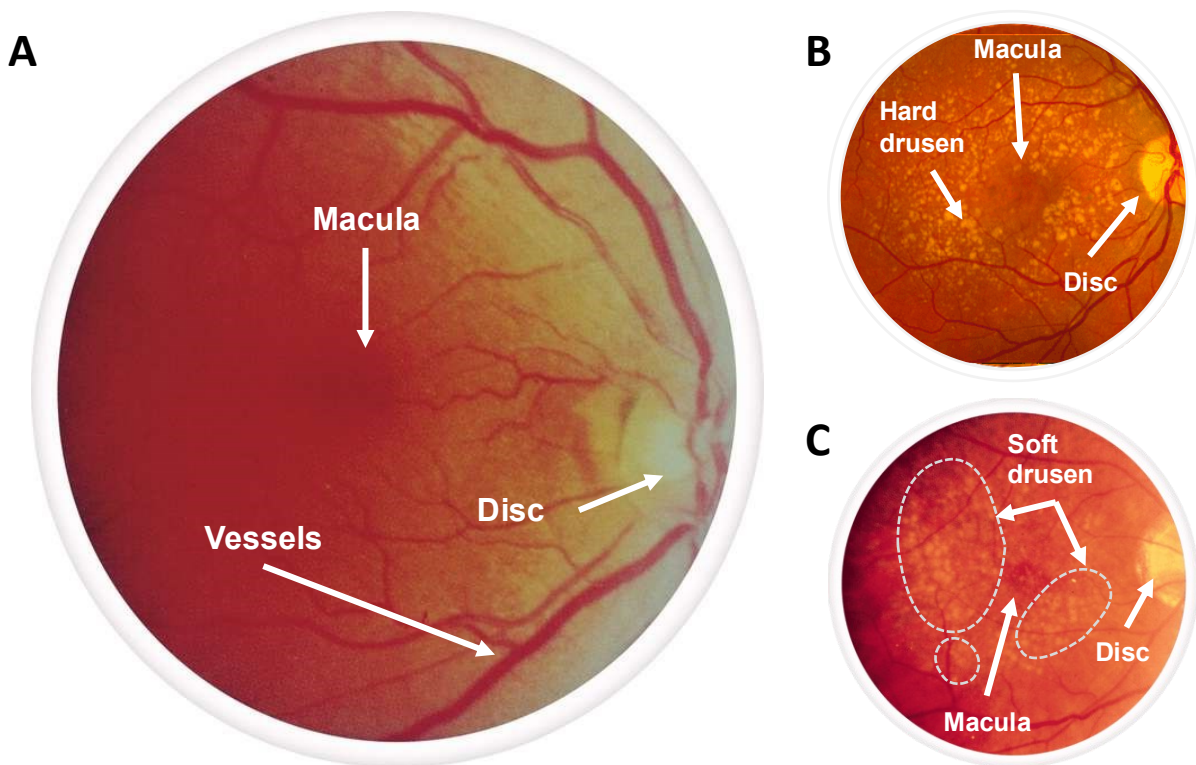 A
Macula
Disc
Vessels
B
Macula
Hard
drusen
Disc
C
Soft
drusen
Disc
Macula